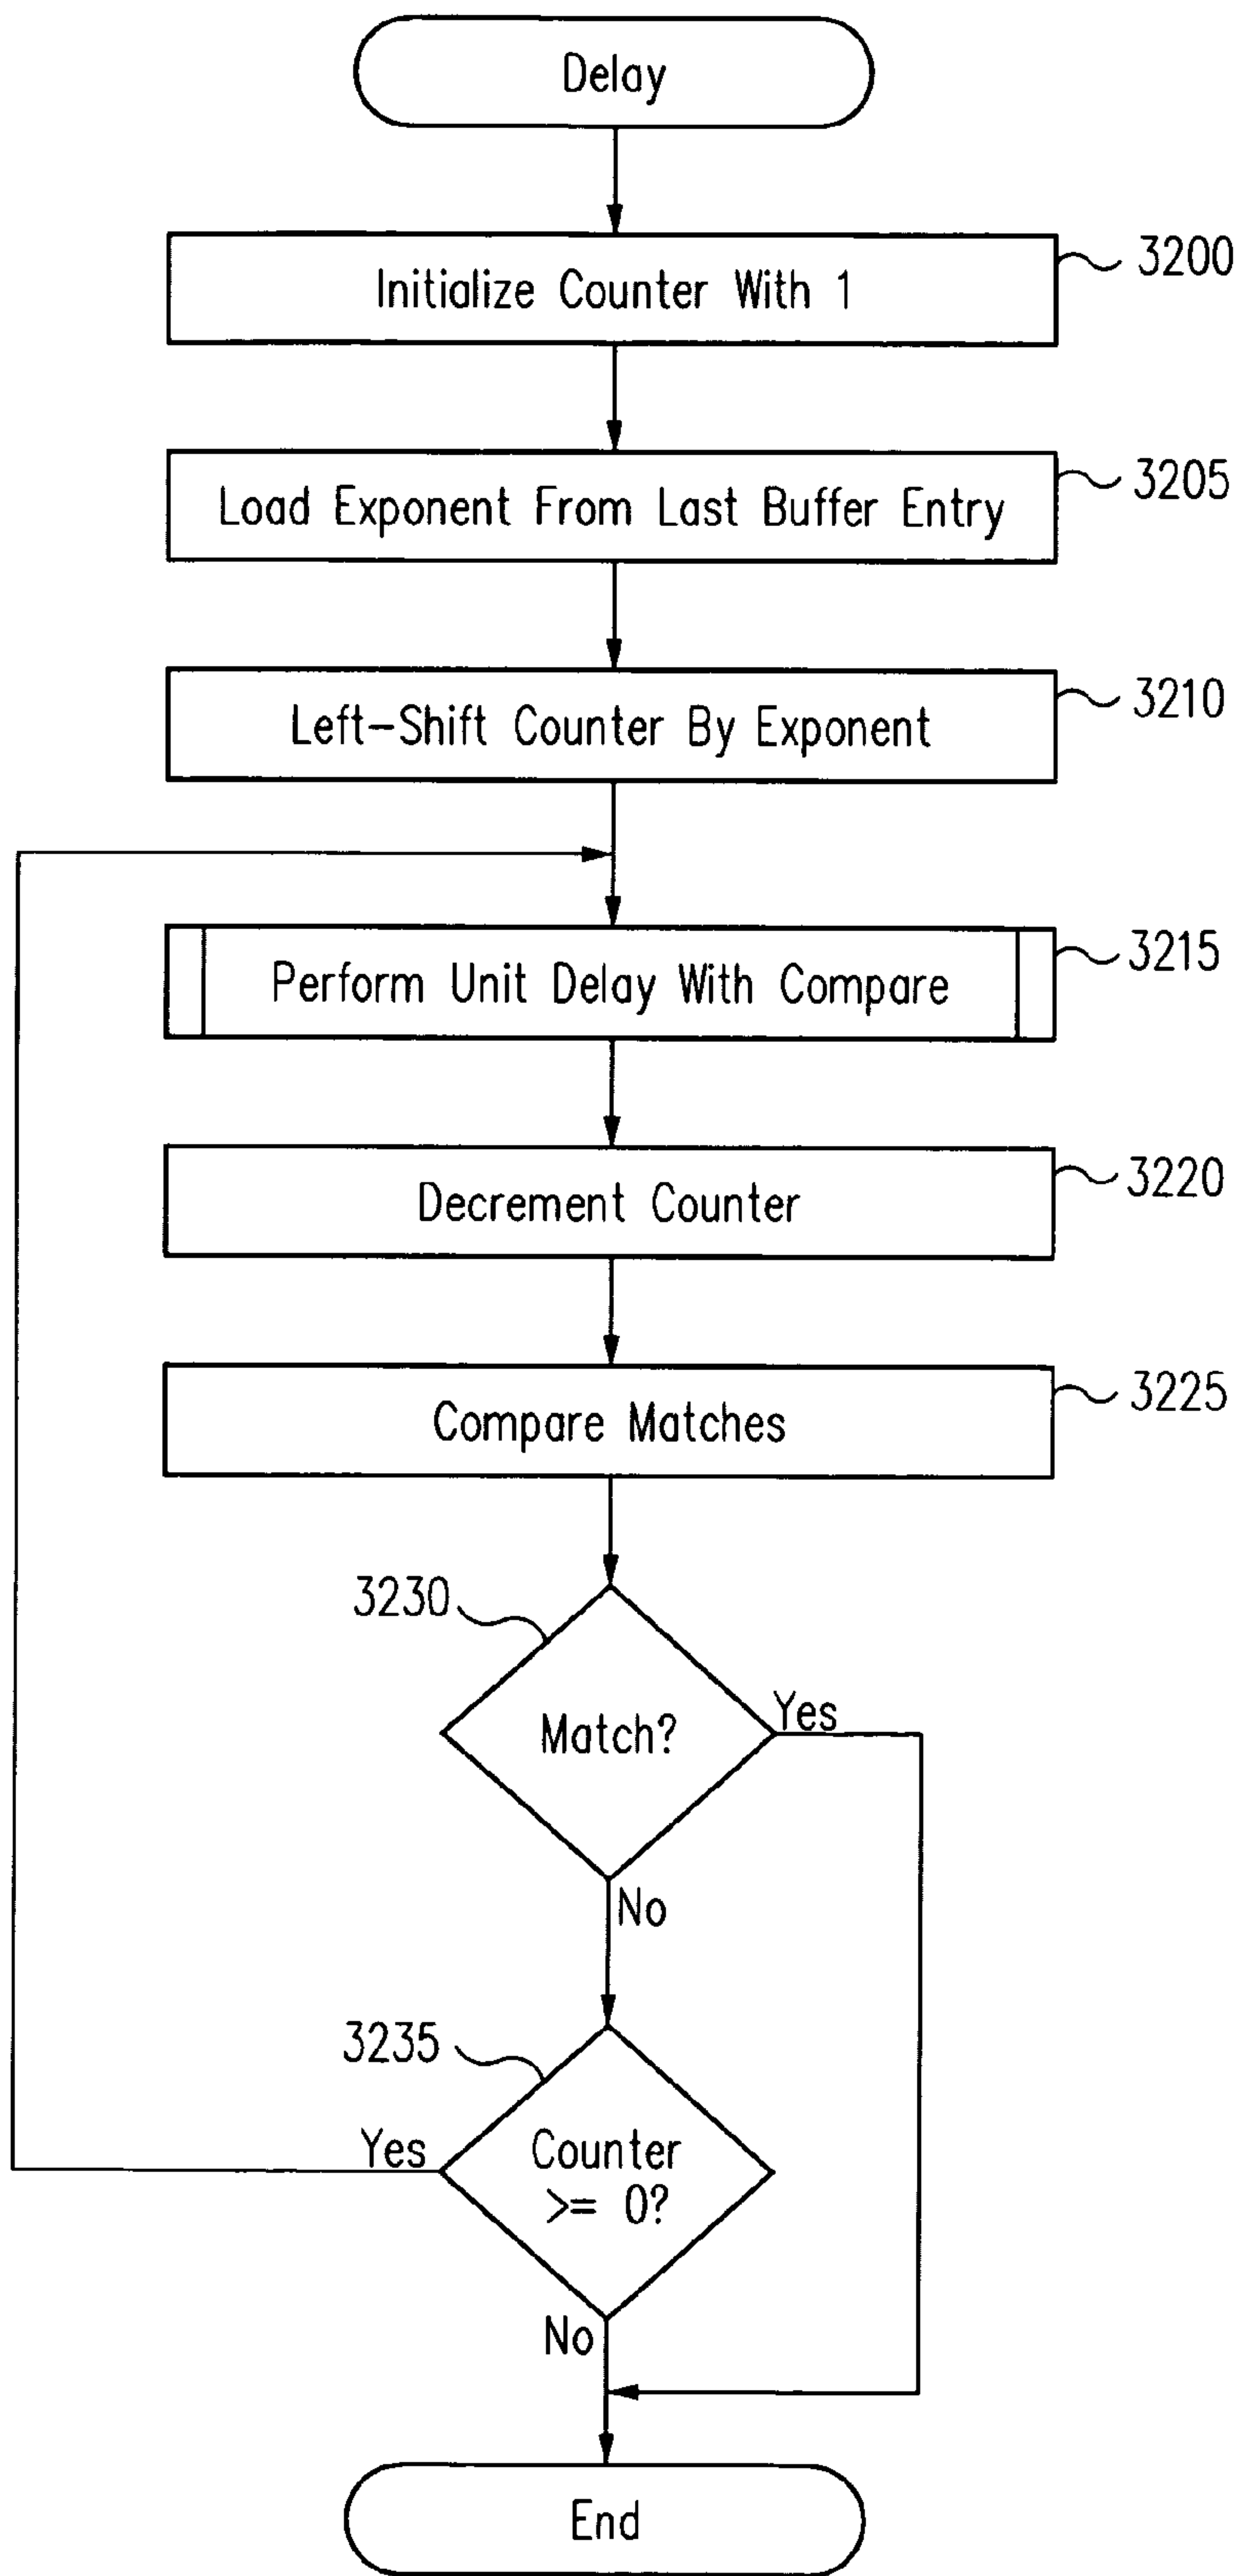 Delay
Initialize Counter With 1
3200
Load Exponent From Last Buffer Entry
3205
Left-Shift Counter By Exponent
3210
Perform Unit Delay With Compare
3215
Decrement Counter
3220
Compare Matches
3225
3230
Match?
Yes
No
3235
Counter
>= 0?
Yes
No
End